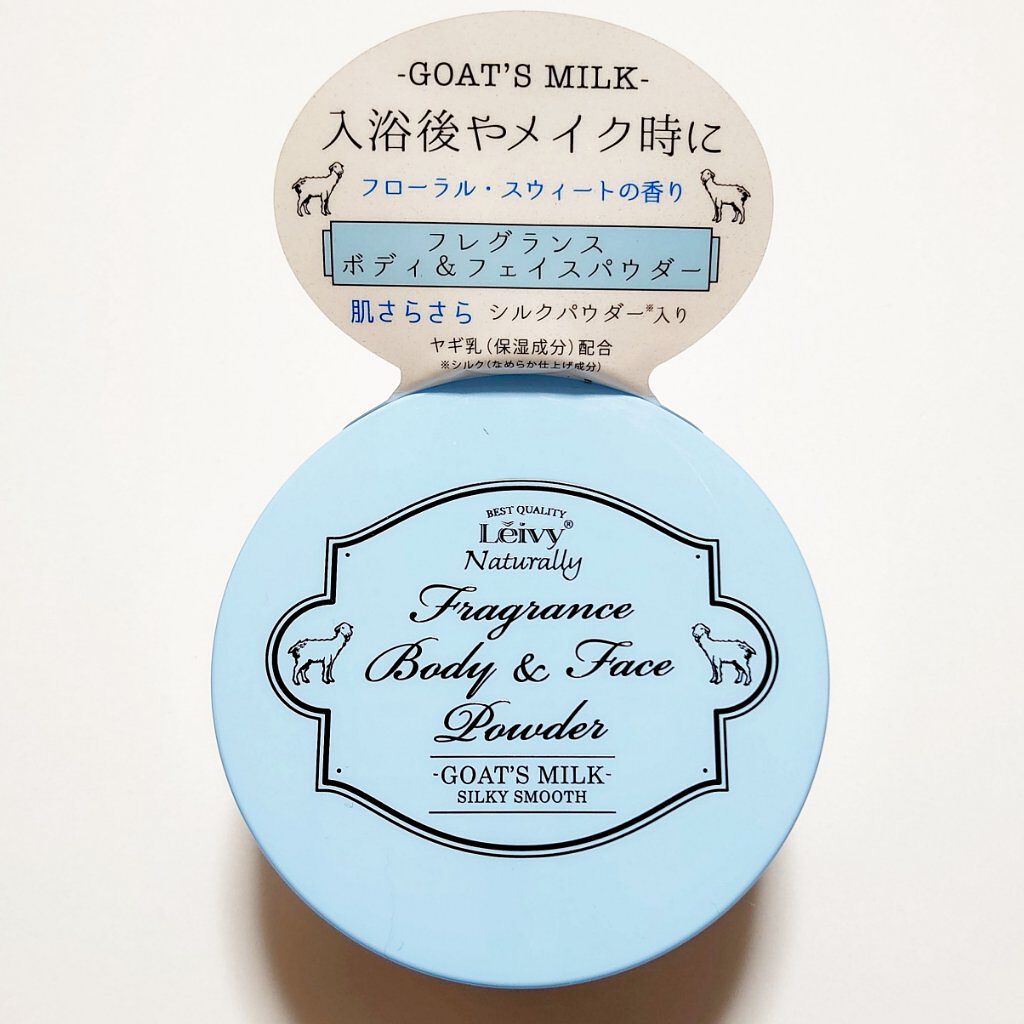 -GOAT'S MILK-
入浴後やメイク時に
フローラル・スウィートの香り
フレグランス
ボディ&フェイスパウダー
肌さらさら シルクパウダー※入り
ヤギ乳(保湿成分)配合
※シルク(なめらか仕上げ成分)
BEST QUALITY
Lěivy®
Naturally
Fragrance
Body & Face
Powder
-GOAT'S MILK-
SILKY SMOOTH